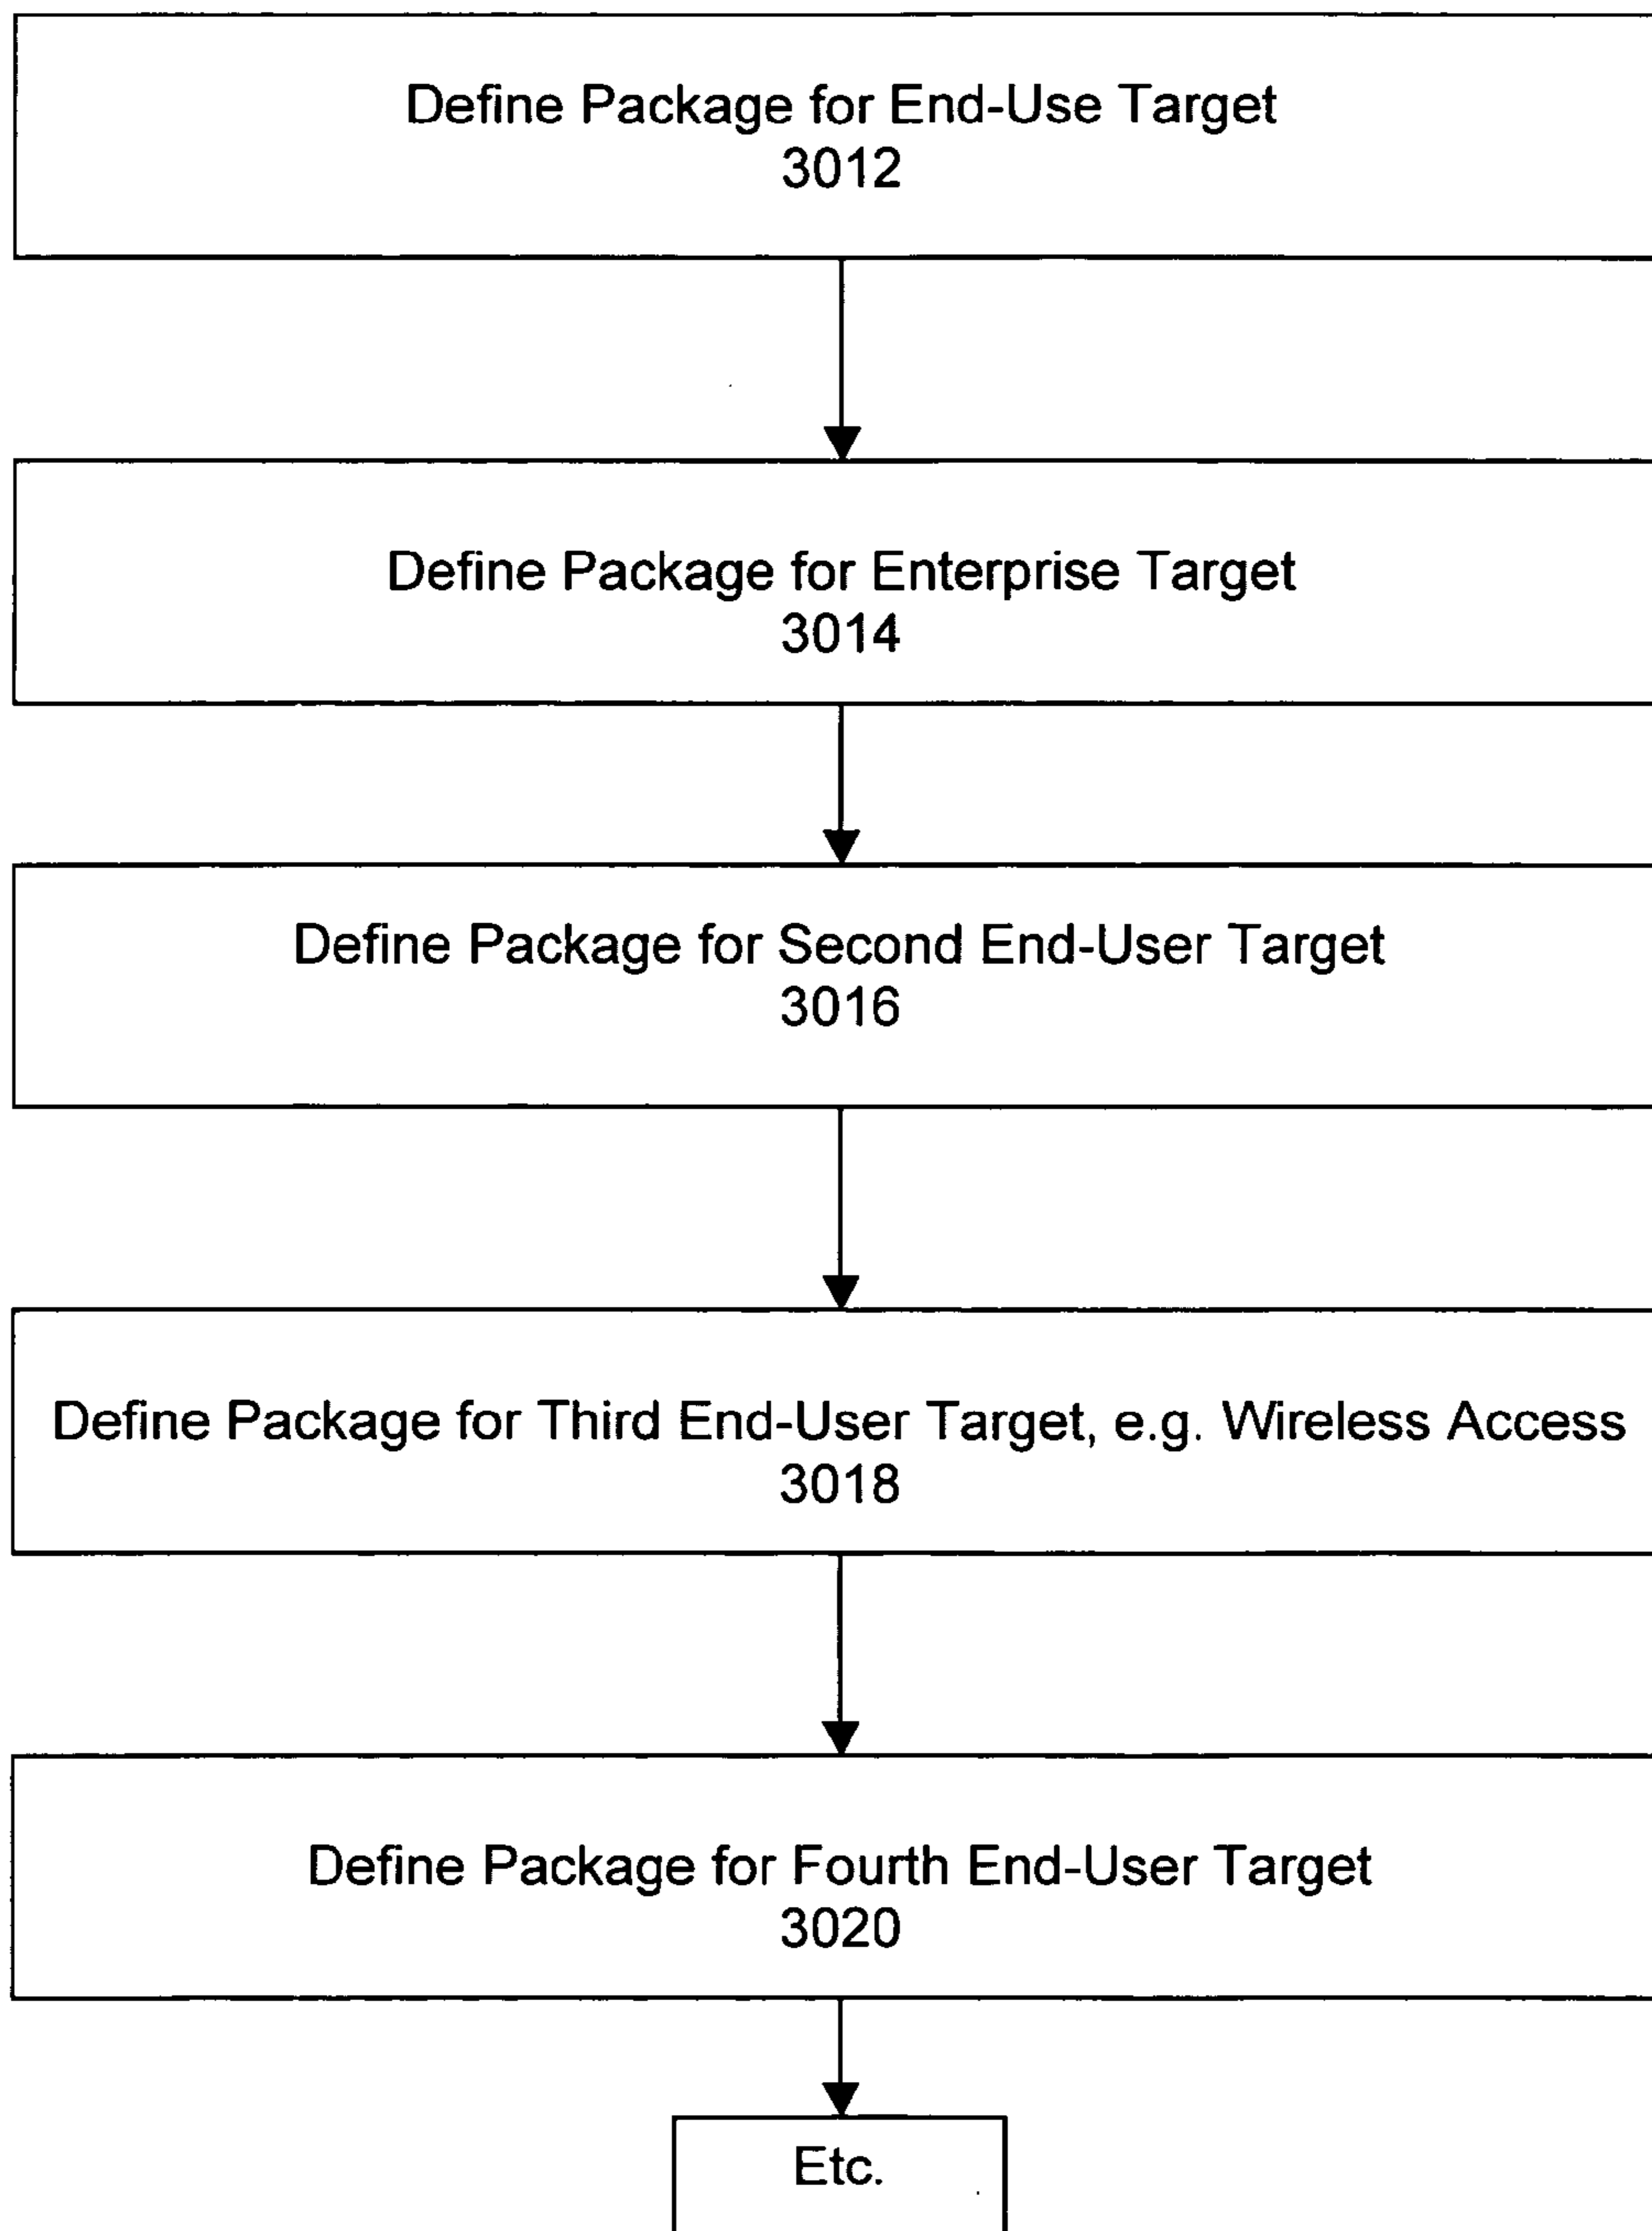 Define Package for End-Use Target
3012
Define Package for Enterprise Target
3014
Define Package for Second End-User Target
3016
Define Package for Third End-User Target, e.g. Wireless Access
3018
Define Package for Fourth End-User Target
3020
Etc.